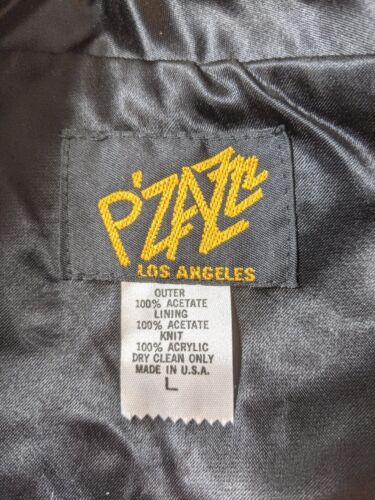 P'ZAZZ
LOS ANGELES
OUTER
100% ACETATE
LINING
100% ACETATE
KNIT
100% ACRYLIC
DRY CLEAN ONLY
MADE IN U.S.A.
L